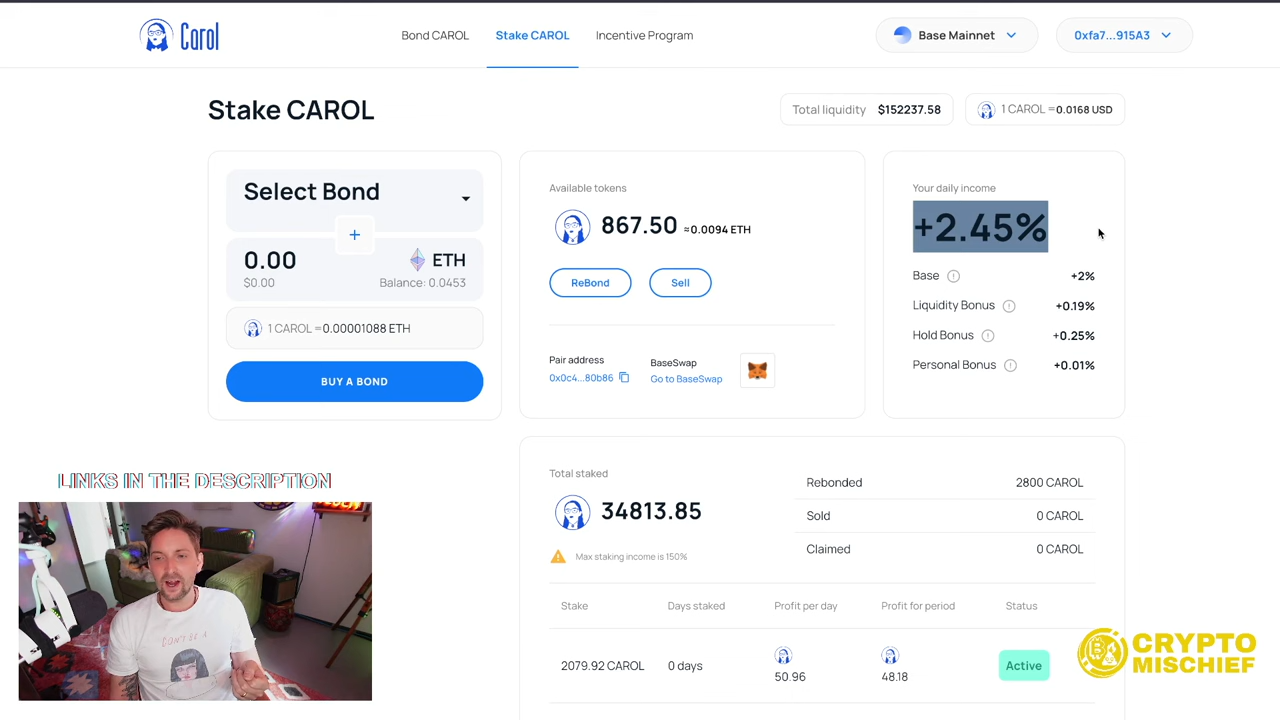 Carol
Bond CAROL
Stake CAROL
Incentive Program
Base Mainnet
0xfa7...915A3
Stake CAROL
Total liquidity $152237.58
1 CAROL =0.0168 USD
Select Bond
+
0.00
ETH
$0.00
Balance: 0.0453
1 CAROL =0.00001088 ETH
BUY A BOND
Available tokens
867.50 ≈0.0094 ETH
ReBond
Sell
Pair address
0x0c4...80b86
BaseSwap
Go to BaseSwap
Your daily income
+2.45%
Base +2%
Liquidity Bonus +0.19%
Hold Bonus +0.25%
Personal Bonus +0.01%
Total staked
34813.85
Max staking income is 150%
Rebonded 2800 CAROL
Sold 0 CAROL
Claimed 0 CAROL
Stake Days staked Profit per day Profit for period Status
2079.92 CAROL 0 days 50.96 48.18 Active
LINKS IN THE DESCRIPTION
DON'T BE A
CRYPTO
MISCHIEF